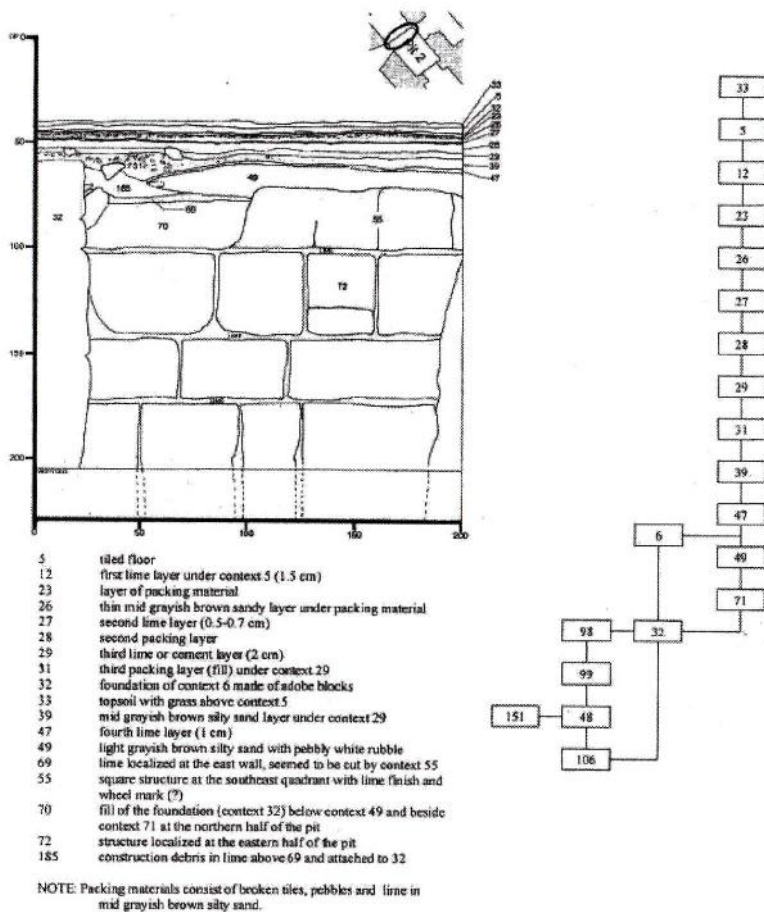 Pit 2
0
50
100
150
200
33
5
32
23
26
27
28
29
39
47
49
185
69
32
70
55
72
0
50
100
150
200
33
5
12
23
26
27
28
29
31
39
47
6
49
71
98
32
99
151
48
106
5 tiled floor
12 first lime layer under context 5 (1.5 cm)
23 layer of packing material
26 thin mid grayish brown sandy layer under packing material
27 second lime layer (0.5-0.7 cm)
28 second packing layer
29 third lime or cement layer (2 cm)
31 third packing layer (fill) under context 29
32 foundation of context 6 made of adobe blocks
33 topsoil with grass above context 5
39 mid grayish brown silty sand layer under context 29
47 fourth lime layer (1 cm)
49 light grayish brown silty sand with pebbly white rubble
69 lime localized at the east wall, seemed to be cut by context 55
55 square structure at the southeast quadrant with lime finish and
wheel mark (?)
70 fill of the foundation (context 32) below context 49 and beside
context 71 at the northern half of the pit
72 structure localized at the eastern half of the pit
185 construction debris in lime above 69 and attached to 32
NOTE: Packing materials consist of broken tiles, pebbles and lime in
mid grayish brown silty sand.